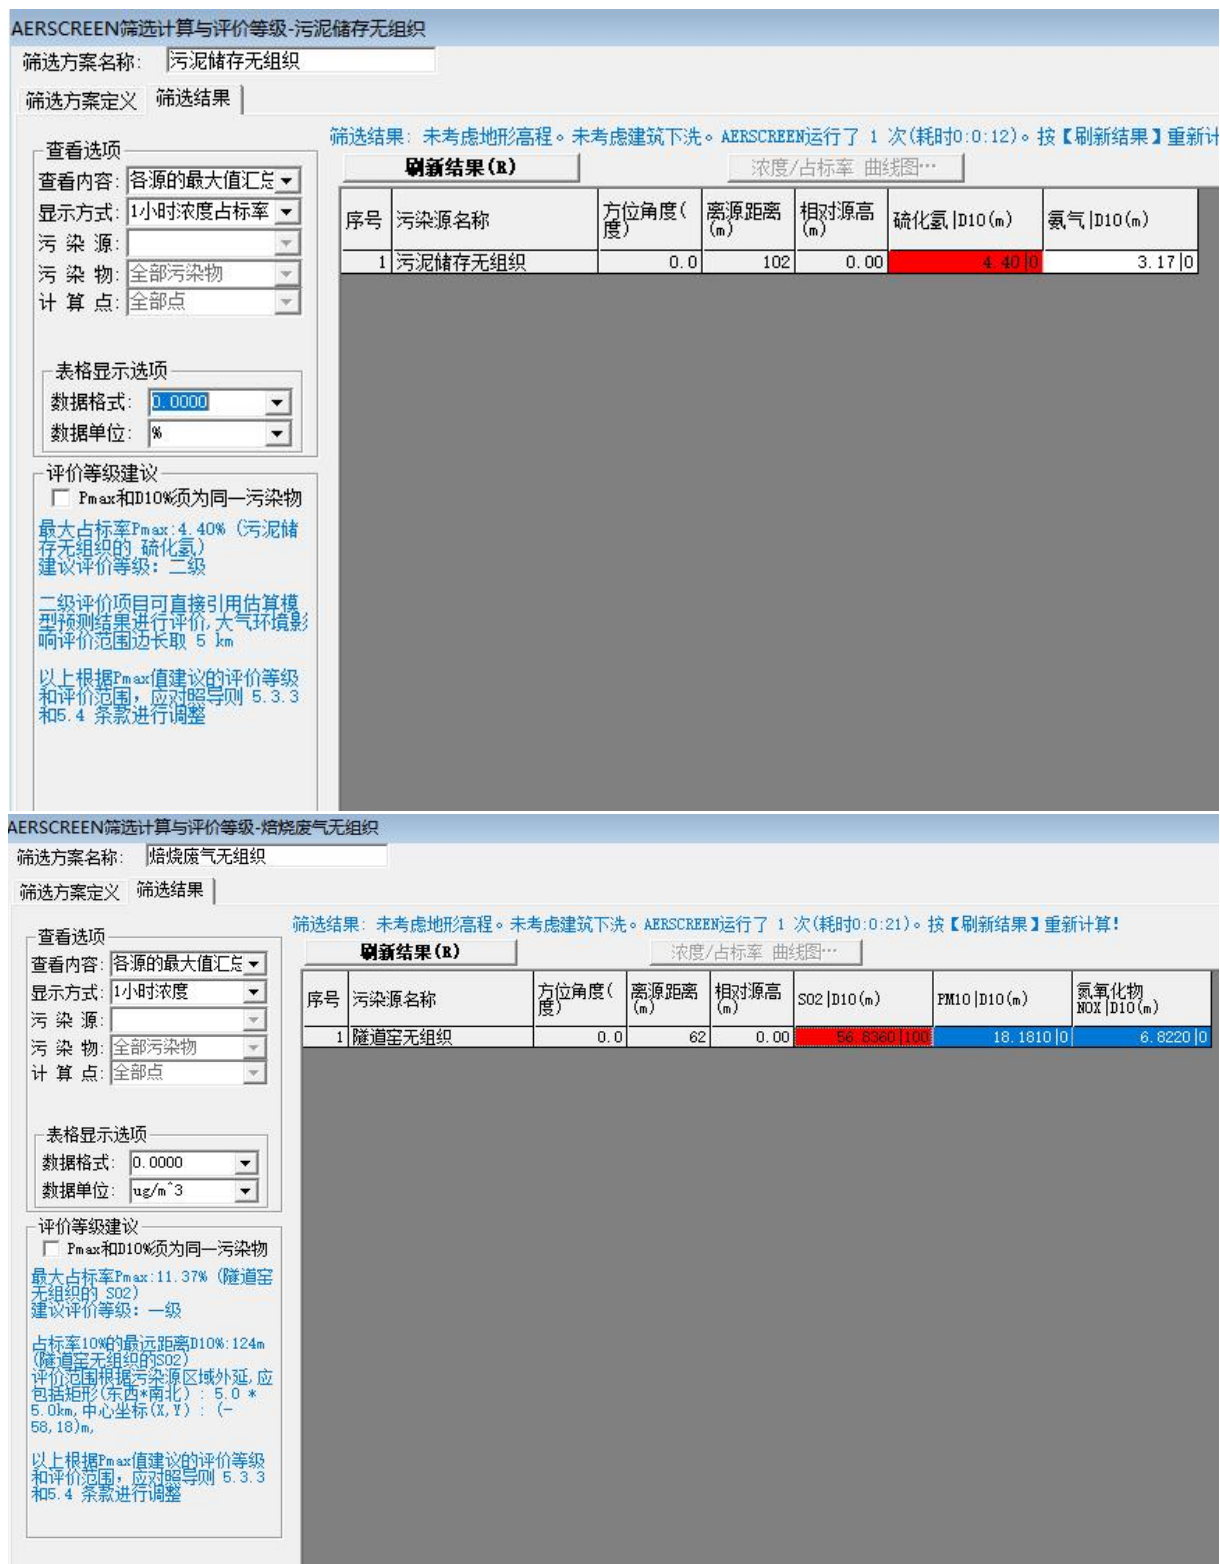 AERSCREEN筛选计算与评价等级-污泥储存无组织
筛选方案名称: 污泥储存无组织
筛选方案定义 筛选结果
筛选结果: 未考虑地形高程。未考虑建筑下洗。AERSCREEN运行了 1 次(耗时0:0:12)。按【刷新结果】重新计
查看选项
刷新结果(R) 浓度/占标率 曲线图…
查看内容: 各源的最大值汇总
显示方式: 1小时浓度占标率
污 染 源:
污 染 物: 全部污染物
计 算 点: 全部点
序号 污染源名称 方位角度(度) 离源距离(m) 相对源高(m) 硫化氢|D10(m) 氨气|D10(m)
1 污泥储存无组织 0.0 102 0.00 4.40|0 3.17|0
表格显示选项
数据格式: 0.0000
数据单位: %
评价等级建议
Pmax和D10%须为同一污染物
最大占标率Pmax:4.40% (污泥储
存无组织的 硫化氢)
建议评价等级: 二级
二级评价项目可直接引用估算模
型预测结果进行评价,大气环境影
响评价范围边长取 5 km
以上根据Pmax值建议的评价等级
和评价范围, 应对照导则 5.3.3
和5.4 条款进行调整
AERSCREEN筛选计算与评价等级-焙烧废气无组织
筛选方案名称: 焙烧废气无组织
筛选方案定义 筛选结果
筛选结果: 未考虑地形高程。未考虑建筑下洗。AERSCREEN运行了 1 次(耗时0:0:21)。按【刷新结果】重新计算!
查看选项
刷新结果(R) 浓度/占标率 曲线图…
查看内容: 各源的最大值汇总
显示方式: 1小时浓度
污 染 源:
污 染 物: 全部污染物
计 算 点: 全部点
序号 污染源名称 方位角度(度) 离源距离(m) 相对源高(m) SO2|D10(m) PM10|D10(m) 氮氧化物NOX|D10(m)
1 隧道窑无组织 0.0 62 0.00 56.8360|100 18.1810|0 6.8220|0
表格显示选项
数据格式: 0.0000
数据单位: ug/m^3
评价等级建议
Pmax和D10%须为同一污染物
最大占标率Pmax:11.37% (隧道窑
无组织的 SO2)
建议评价等级: 一级
占标率10%的最远距离D10%:124m
(隧道窑无组织的SO2)
评价范围根据污染源区域外延,应
包括矩形(东西*南北) : 5.0 *
5.0km,中心坐标(X,Y) : (-
58,18)m,
以上根据Pmax值建议的评价等级
和评价范围, 应对照导则 5.3.3
和5.4 条款进行调整